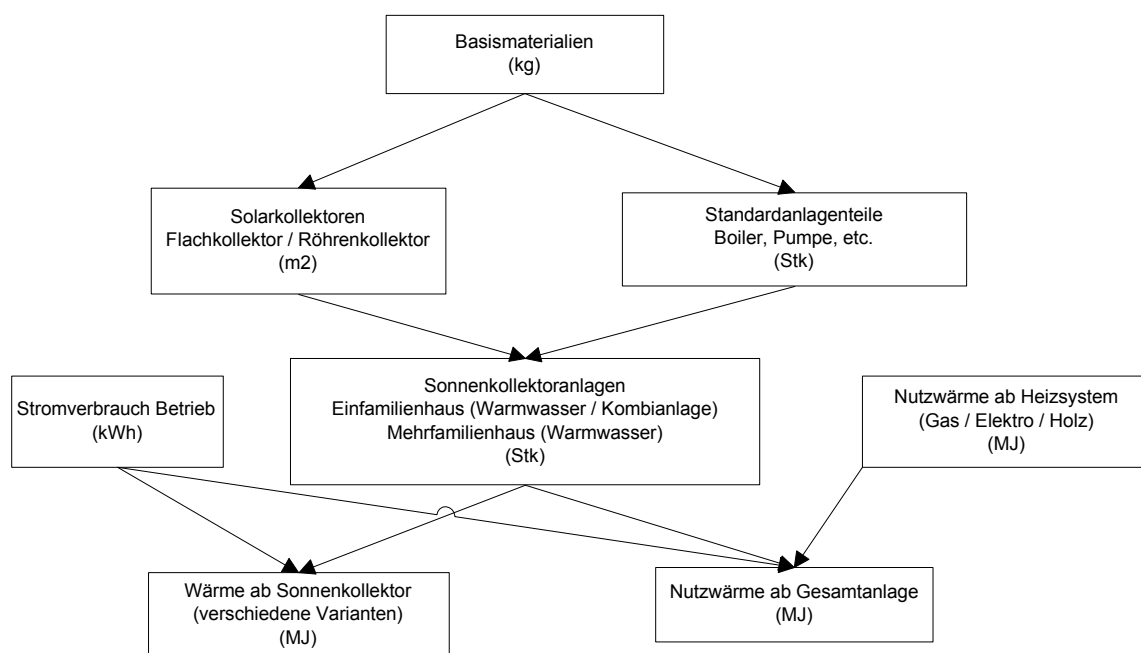 Basismaterialien
(kg)
Solarkollektoren
Flachkollektor / Röhrenkollektor
(m2)
Standardanlagenteile
Boiler, Pumpe, etc.
(Stk)
Stromverbrauch Betrieb
(kWh)
Sonnenkollektoranlagen
Einfamilienhaus (Warmwasser / Kombianlage)
Mehrfamilienhaus (Warmwasser)
(Stk)
Nutzwärme ab Heizsystem
(Gas / Elektro / Holz)
(MJ)
Wärme ab Sonnenkollektor
(verschiedene Varianten)
(MJ)
Nutzwärme ab Gesamtanlage
(MJ)